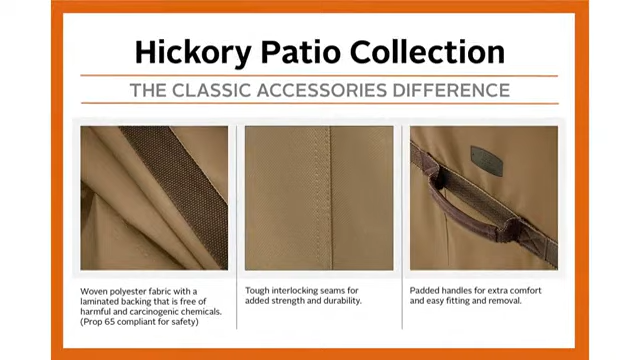 Hickory Patio Collection
THE CLASSIC ACCESSORIES DIFFERENCE
Woven polyester fabric with a
laminated backing that is free of
harmful and carcinogenic chemicals.
(Prop 65 compliant for safety)
Tough interlocking seams for
added strength and durability.
Padded handles for extra comfort
and easy fitting and removal.